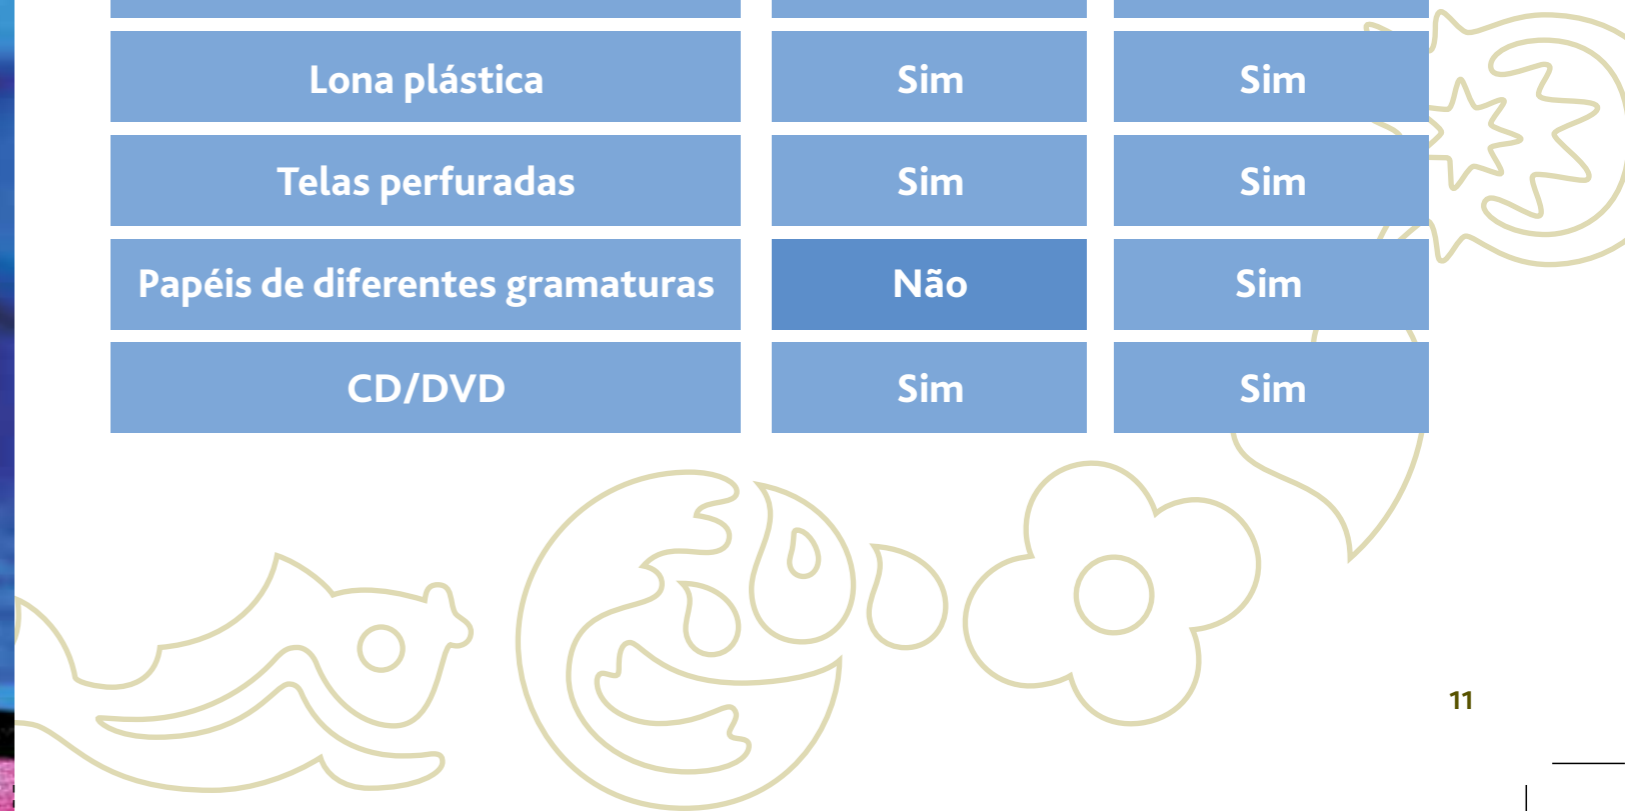 Lona plástica Sim Sim
Telas perfuradas Sim Sim
Papéis de diferentes gramaturas Não Sim
CD/DVD Sim Sim
11